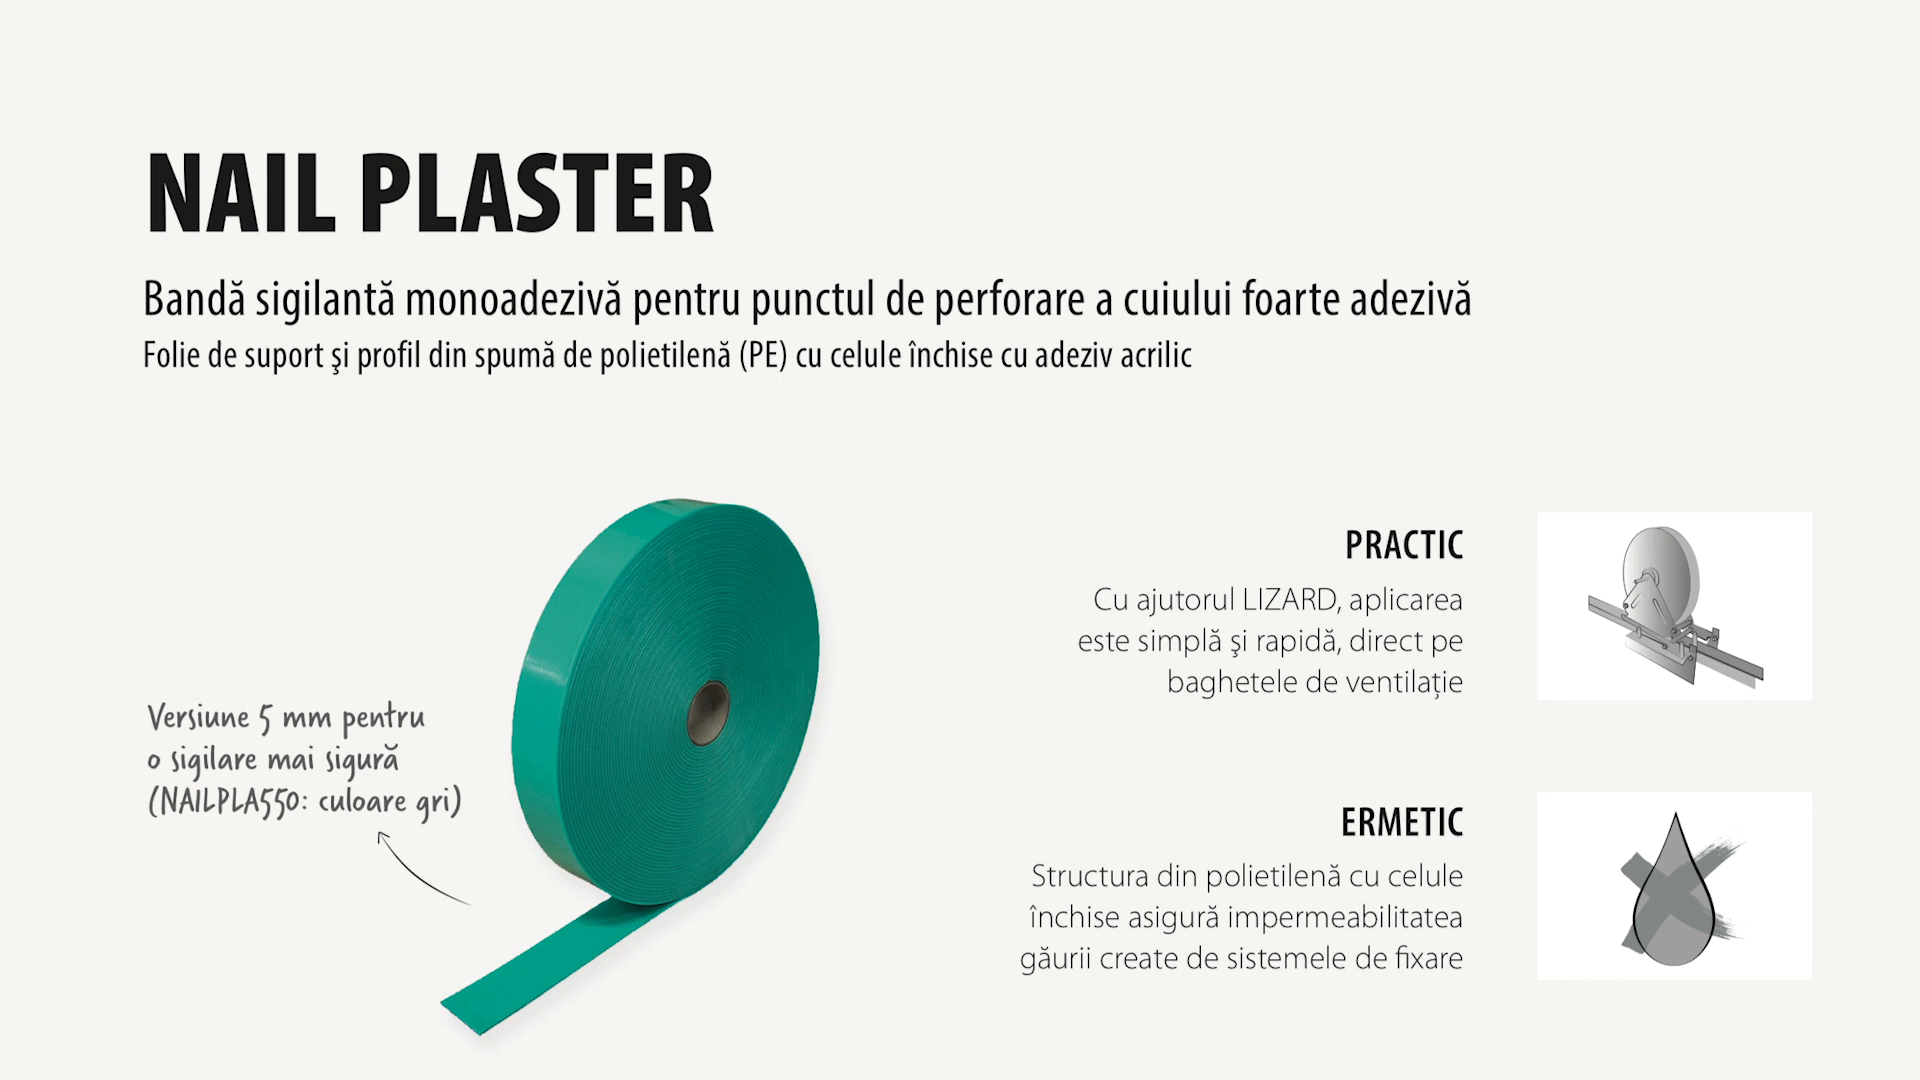 NAIL PLASTER
Bandă sigilantă monoadezivă pentru punctul de perforare a cuiului foarte adezivă
Folie de suport şi profil din spumă de polietilenă (PE) cu celule închise cu adeziv acrilic
Versiune 5 mm pentru
o sigilare mai sigură
(NAILPLA550: culoare gri)
PRACTIC
Cu ajutorul LIZARD, aplicarea
este simplă şi rapidă, direct pe
baghetele de ventilație
ERMETIC
Structura din polietilenă cu celule
închise asigură impermeabilitatea
găurii create de sistemele de fixare